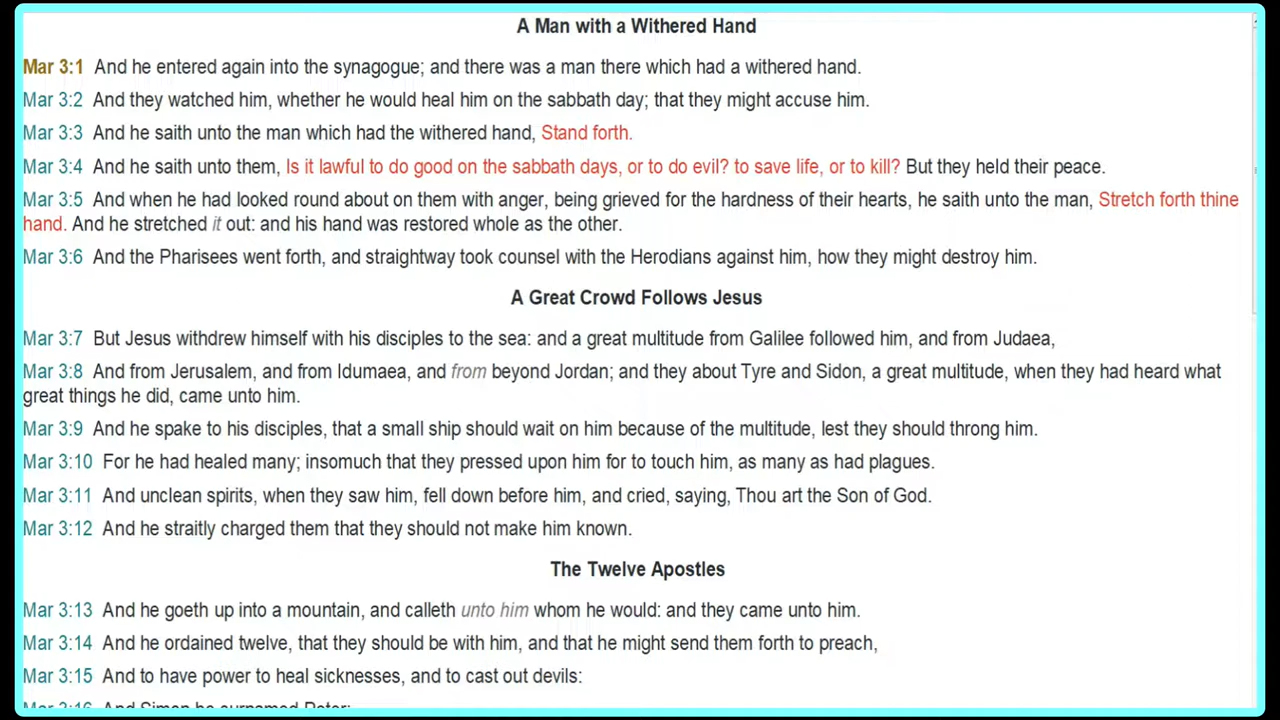 A Man with a Withered Hand
Mar 3:1 And he entered again into the synagogue; and there was a man there which had a withered hand.
Mar 3:2 And they watched him, whether he would heal him on the sabbath day; that they might accuse him.
Mar 3:3 And he saith unto the man which had the withered hand, Stand forth.
Mar 3:4 And he saith unto them, Is it lawful to do good on the sabbath days, or to do evil? to save life, or to kill? But they held their peace.
Mar 3:5 And when he had looked round about on them with anger, being grieved for the hardness of their hearts, he saith unto the man, Stretch forth thine
hand. And he stretched it out: and his hand was restored whole as the other.
Mar 3:6 And the Pharisees went forth, and straightway took counsel with the Herodians against him, how they might destroy him.
A Great Crowd Follows Jesus
Mar 3:7 But Jesus withdrew himself with his disciples to the sea: and a great multitude from Galilee followed him, and from Judaea,
Mar 3:8 And from Jerusalem, and from Idumaea, and from beyond Jordan; and they about Tyre and Sidon, a great multitude, when they had heard what
great things he did, came unto him.
Mar 3:9 And he spake to his disciples, that a small ship should wait on him because of the multitude, lest they should throng him.
Mar 3:10 For he had healed many; insomuch that they pressed upon him for to touch him, as many as had plagues.
Mar 3:11 And unclean spirits, when they saw him, fell down before him, and cried, saying, Thou art the Son of God.
Mar 3:12 And he straitly charged them that they should not make him known.
The Twelve Apostles
Mar 3:13 And he goeth up into a mountain, and calleth unto him whom he would: and they came unto him.
Mar 3:14 And he ordained twelve, that they should be with him, and that he might send them forth to preach,
Mar 3:15 And to have power to heal sicknesses, and to cast out devils:
Mar 3:16 And Simon he surnamed Peter;